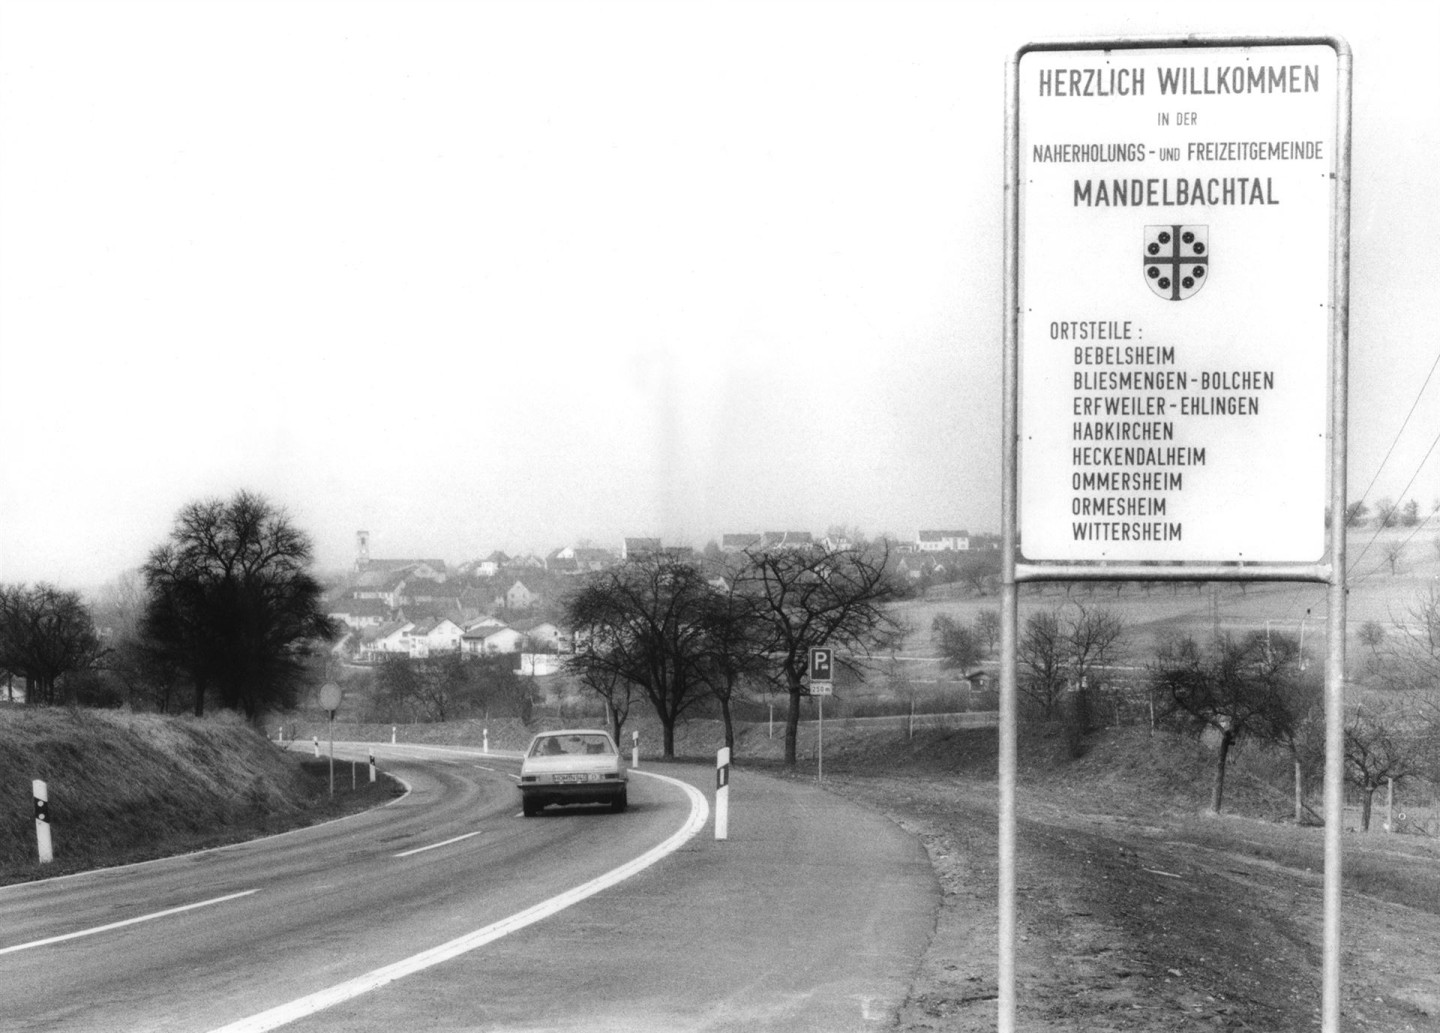 HERZLICH WILLKOMMEN
IN DER
NAHERHOLUNGS- UND FREIZEITGEMEINDE
MANDELBACHTAL
ORTSTEILE:
BEBELSHEIM
BLIESMENGEN-BOLCHEN
ERFWEILER-EHLINGEN
HABKIRCHEN
HECKENDALHEIM
OMMERSHEIM
ORMESHEIM
WITTERSHEIM
P